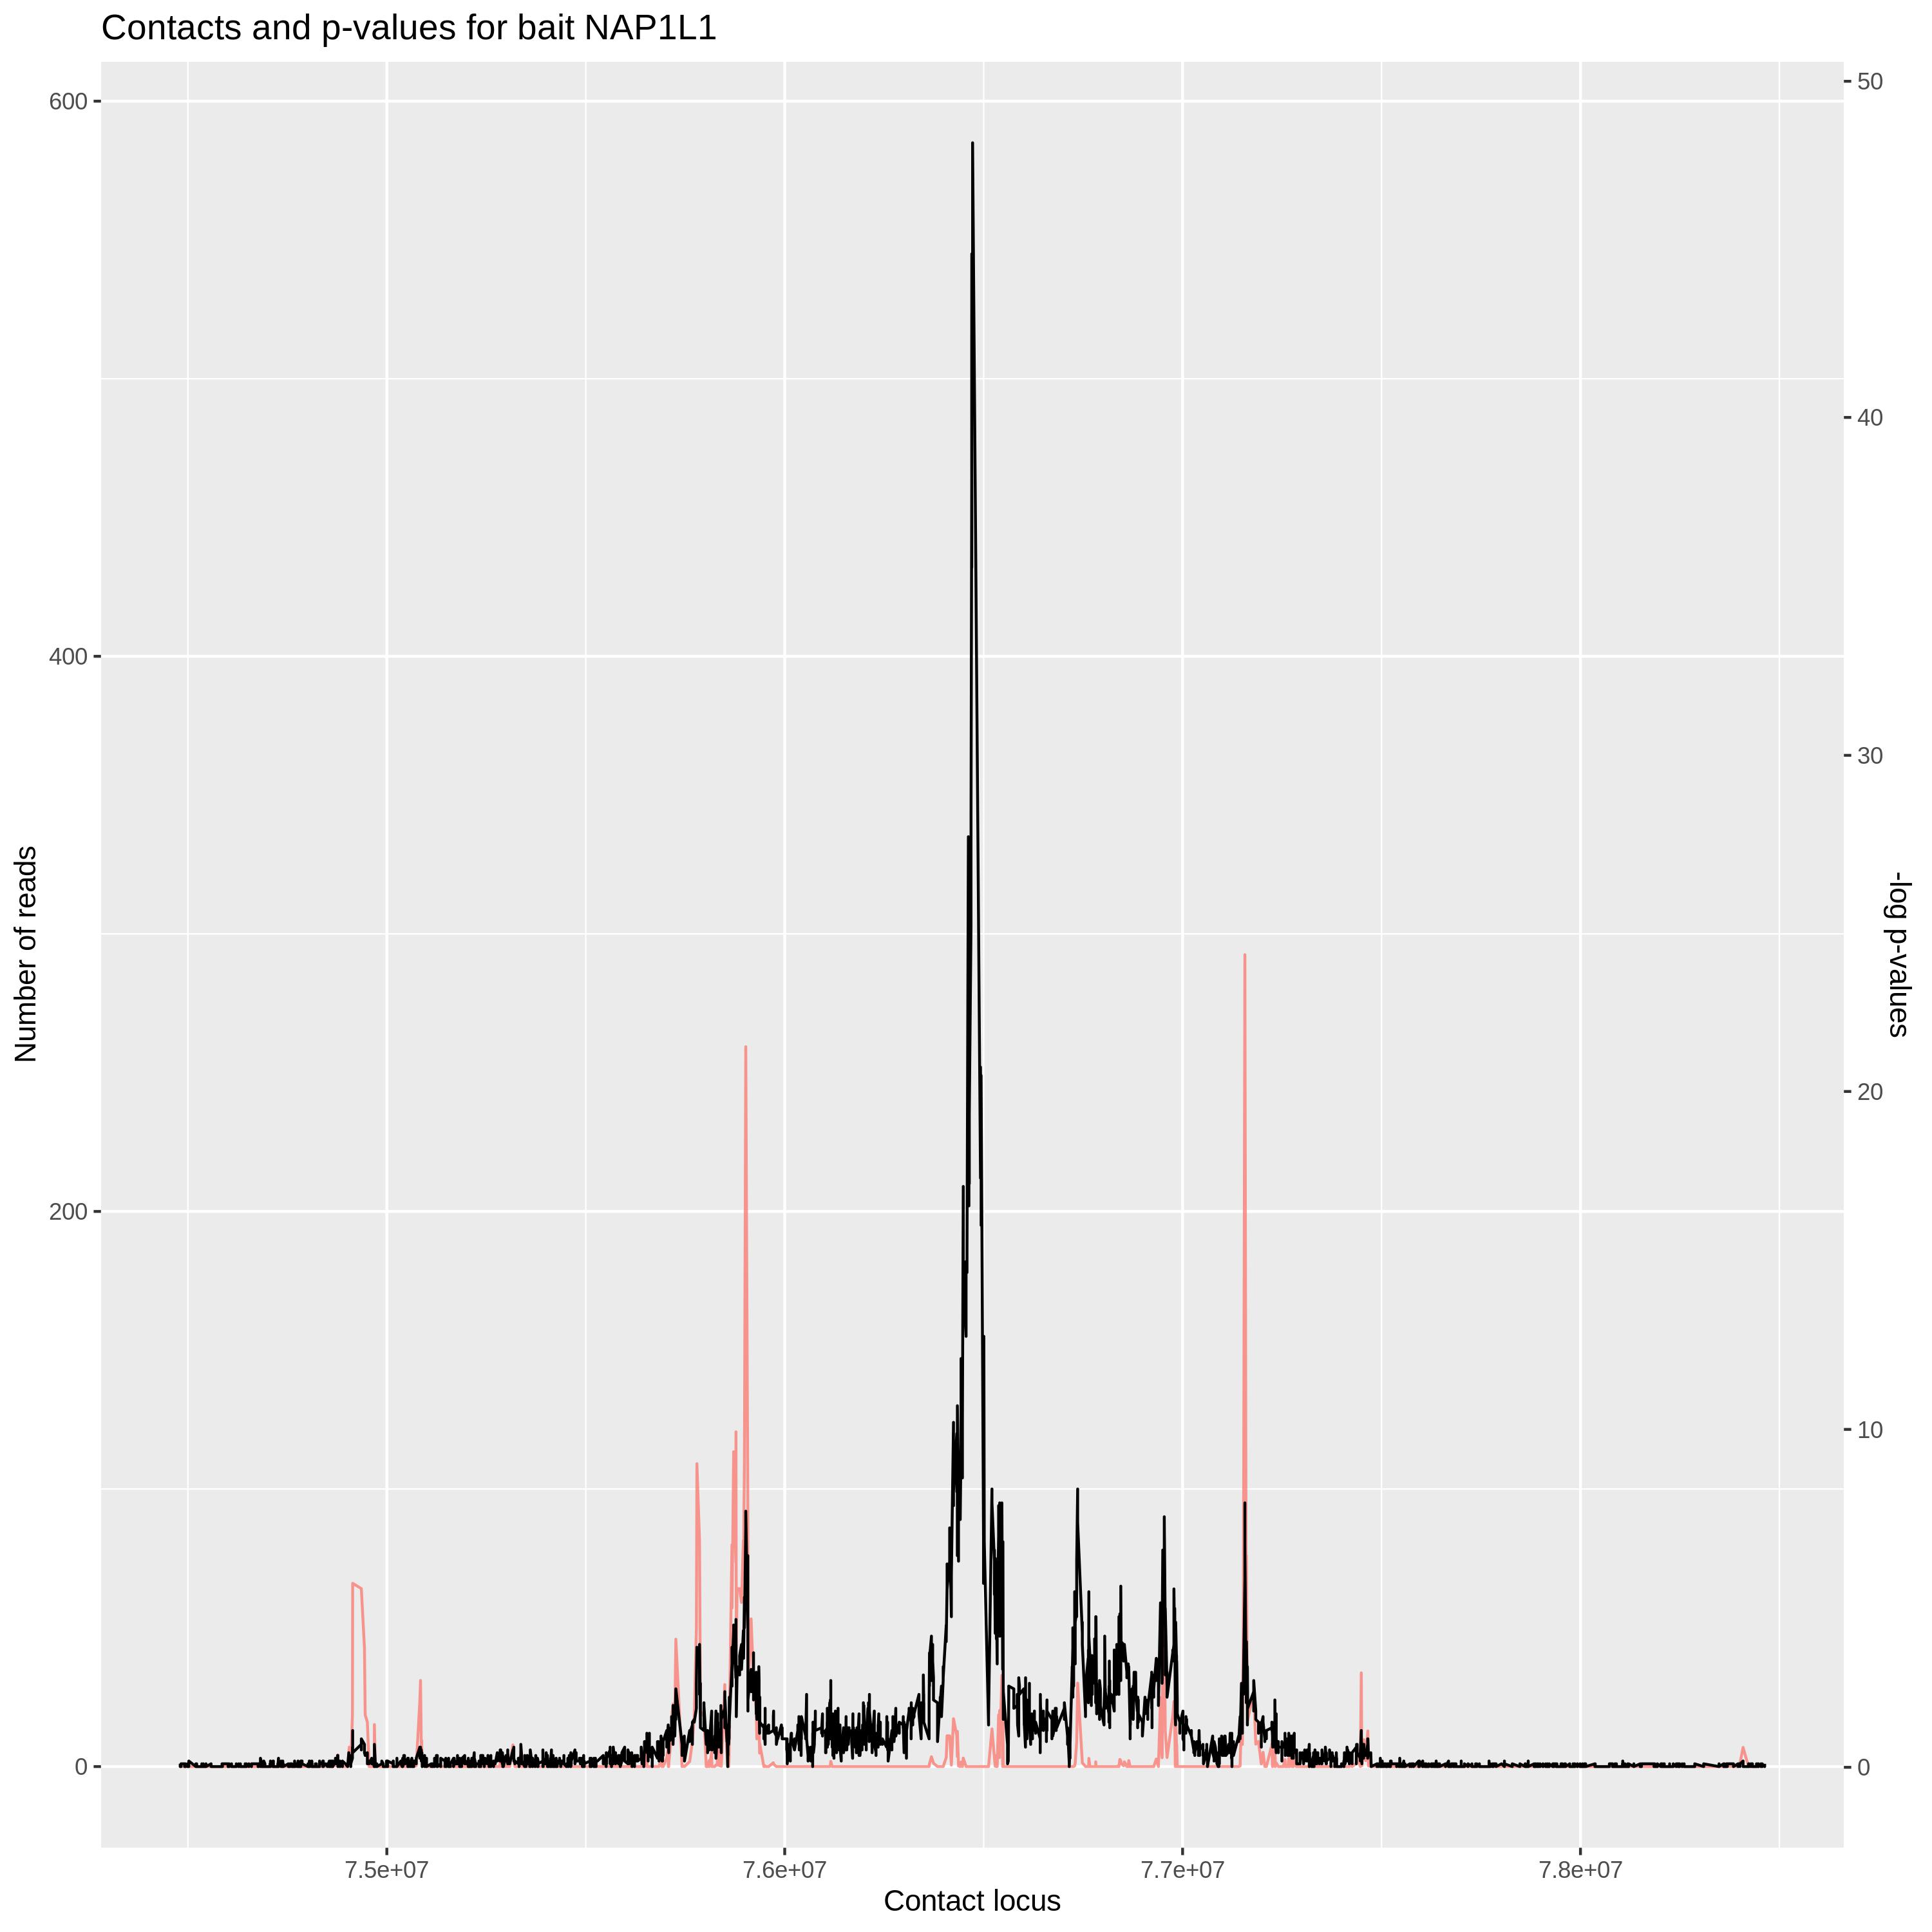 Contacts and p-values for bait NAP1L1
600
400
200
0
Number of reads
50
40
30
20
10
0
-log p-values
7.5e+07
7.6e+07
7.7e+07
7.8e+07
Contact locus